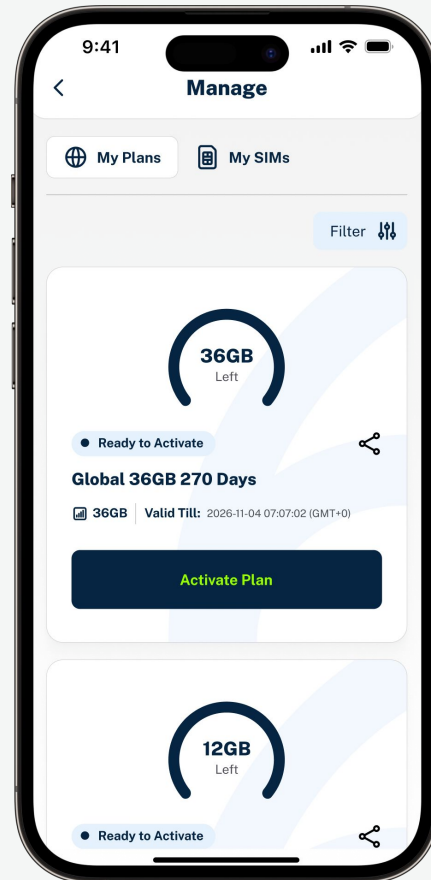 9:41
Manage
My Plans
My SIMs
Filter
36GB
Left
Ready to Activate
Global 36GB 270 Days
36GB
Valid Till: 2026-11-04 07:07:02 (GMT+0)
Activate Plan
12GB
Left
Ready to Activate